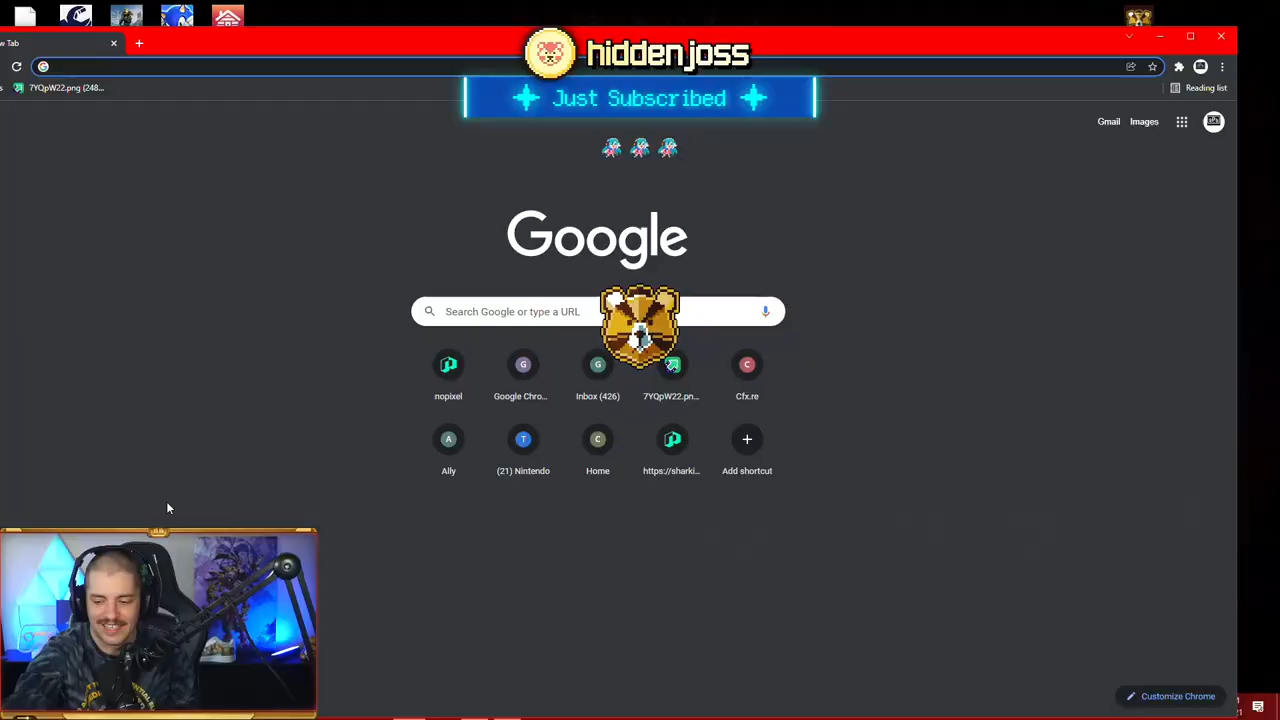 hiddenjoss
w Tab
7YQpW22.png (248...
Reading list
Just Subscribed
Gmail
Images
Google
Search Google or type a URL
nopixel
Google Chro...
Inbox (426)
7YQpW22.pn...
Cfx.re
Ally
(21) Nintendo
Home
https://sharki...
Add shortcut
Customize Chrome